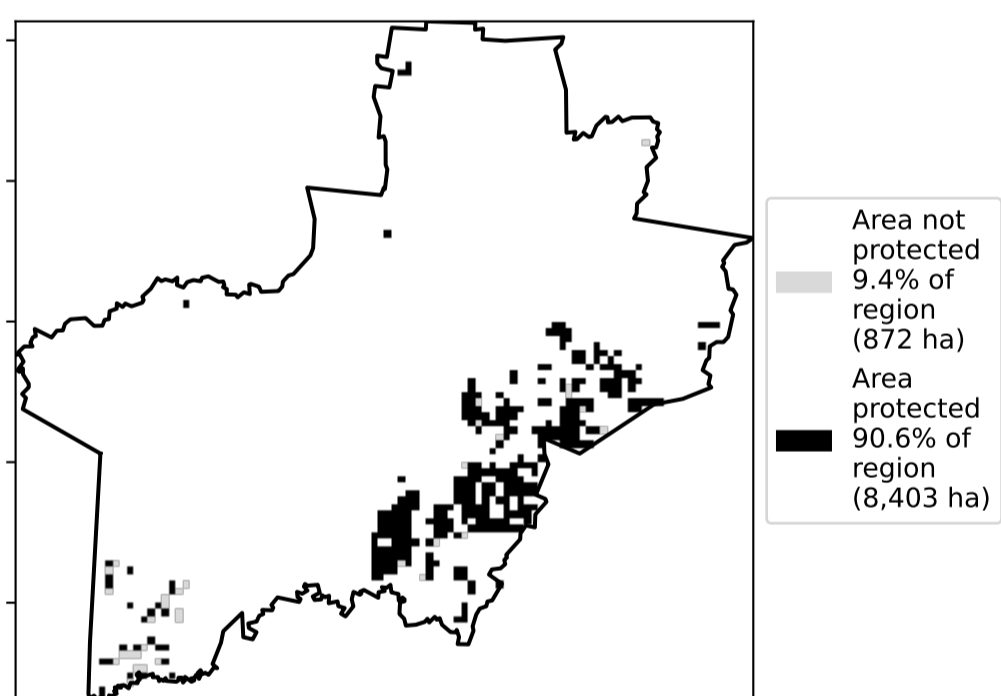 Area not
protected
9.4% of
region
(872 ha)
Area
protected
90.6% of
region
(8,403 ha)